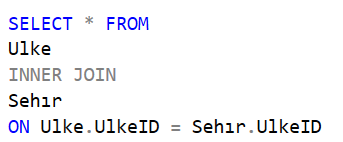 SELECT * FROM
Ulke
INNER JOIN
Sehır
ON Ulke.UlkeID = Sehır.UlkeID